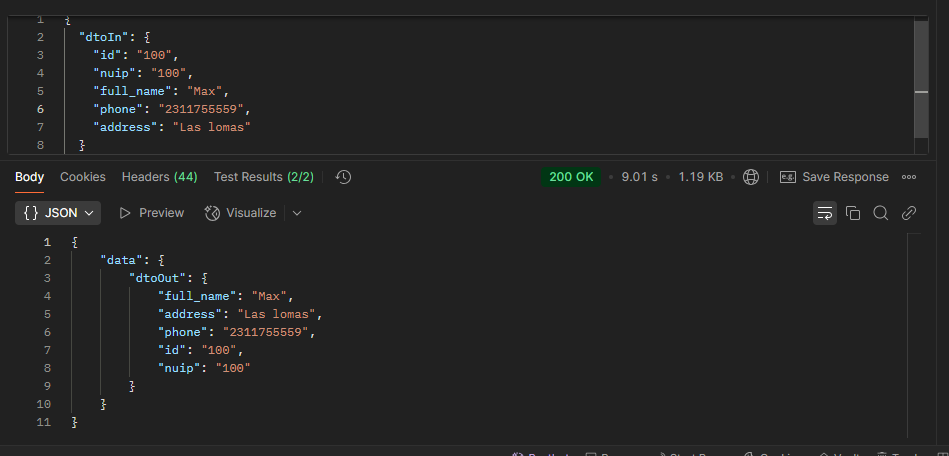 1 {
2 "dtoIn": {
3 "id": "100",
4 "nuip": "100",
5 "full_name": "Max",
6 "phone": "2311755559",
7 "address": "Las lomas"
8 }
Body Cookies Headers (44) Test Results (2/2) 200 OK • 9.01 s • 1.19 KB • e.g. Save Response
{} JSON Preview Visualize
1 {
2 "data": {
3 "dtoOut": {
4 "full_name": "Max",
5 "address": "Las lomas",
6 "phone": "2311755559",
7 "id": "100",
8 "nuip": "100"
9 }
10 }
11 }